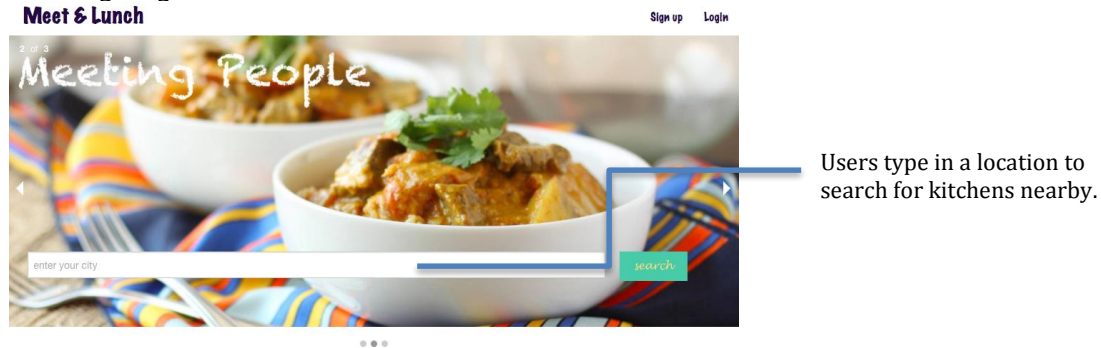 Meet & Lunch
Sign up Login
2 of 3
Meeting People
Users type in a location to
search for kitchens nearby.
enter your city
search